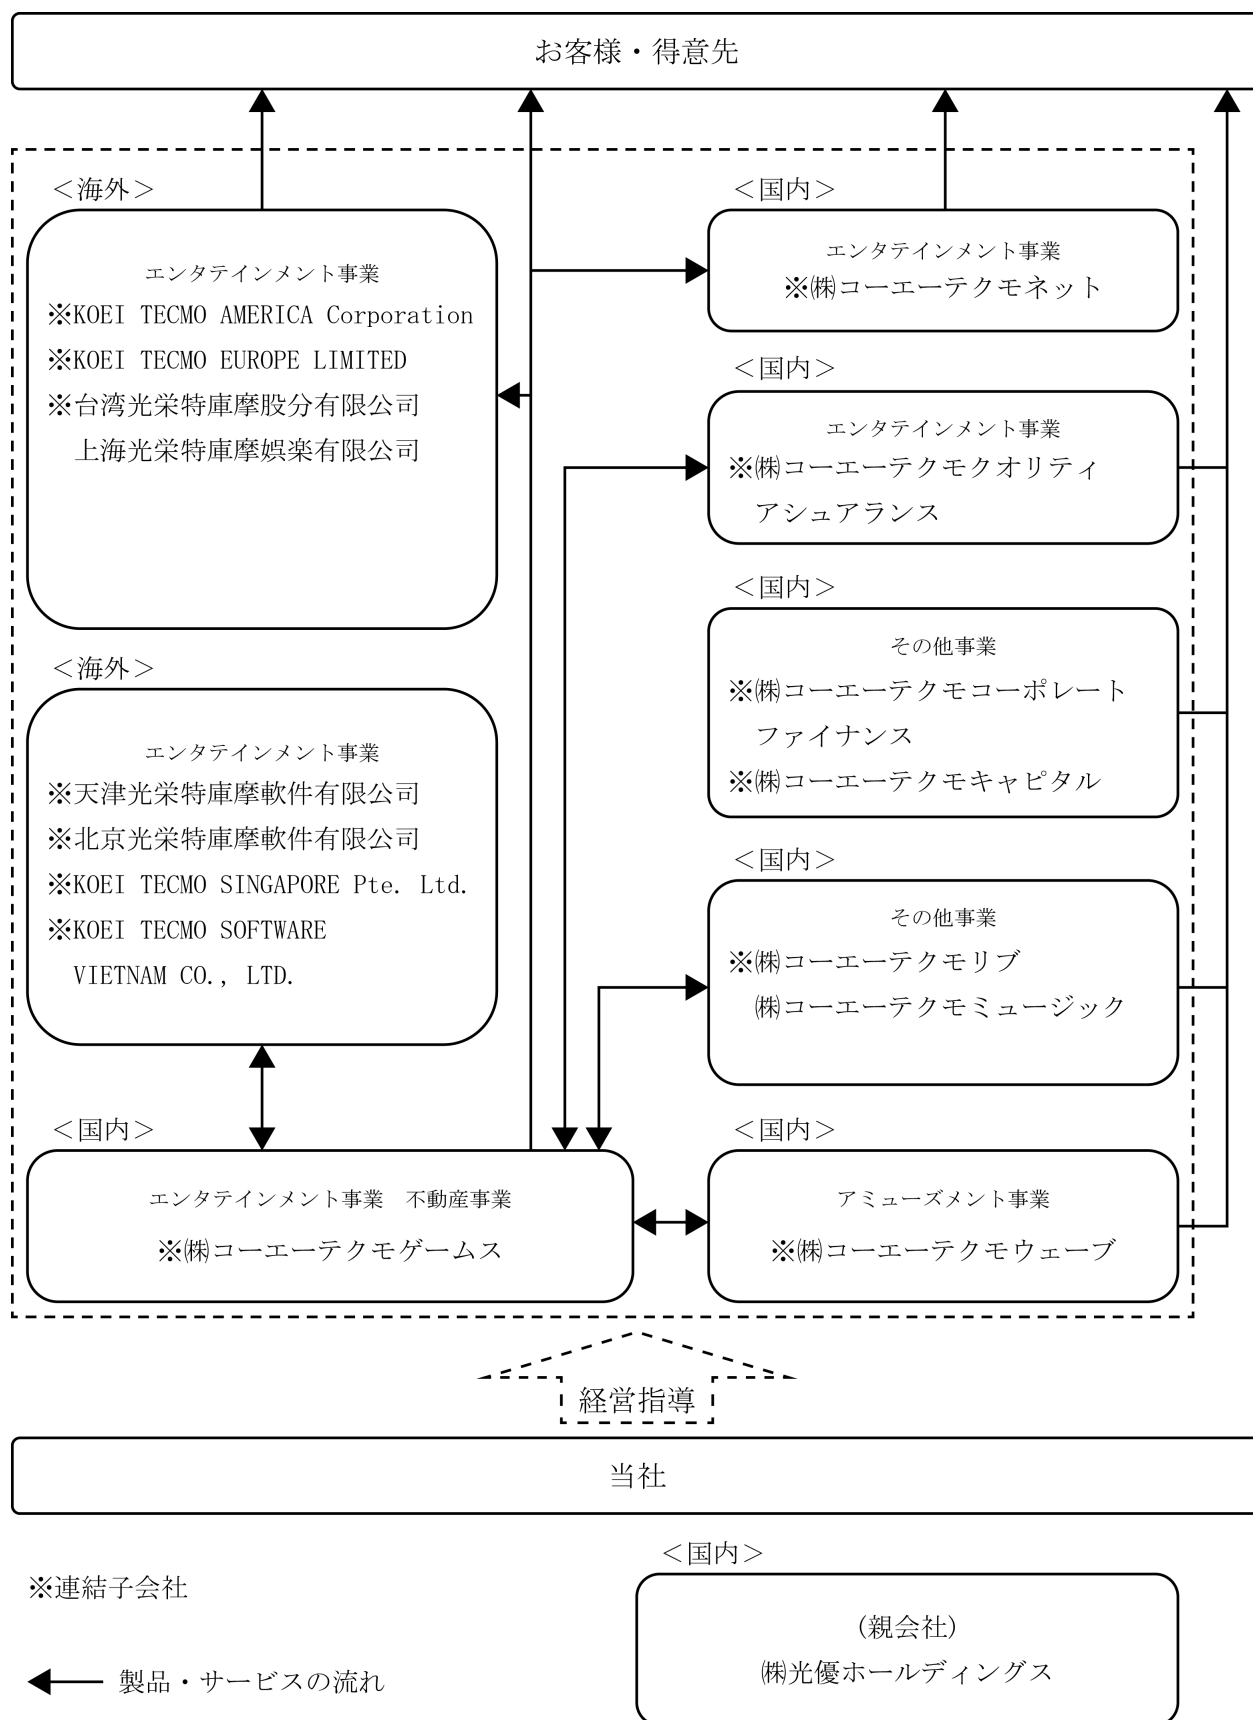 お客様・得意先
＜海外＞
エンタテインメント事業
※KOEI TECMO AMERICA Corporation
※KOEI TECMO EUROPE LIMITED
※台湾光栄特庫摩股分有限公司
上海光栄特庫摩娯楽有限公司
＜海外＞
エンタテインメント事業
※天津光栄特庫摩軟件有限公司
※北京光栄特庫摩軟件有限公司
※KOEI TECMO SINGAPORE Pte. Ltd.
※KOEI TECMO SOFTWARE
VIETNAM CO., LTD.
＜国内＞
エンタテインメント事業　不動産事業
※㈱コーエーテクモゲームス
＜国内＞
エンタテインメント事業
※㈱コーエーテクモネット
＜国内＞
エンタテインメント事業
※㈱コーエーテクモクオリティ
アシュアランス
＜国内＞
その他事業
※㈱コーエーテクモコーポレート
ファイナンス
※㈱コーエーテクモキャピタル
＜国内＞
その他事業
※㈱コーエーテクモリブ
㈱コーエーテクモミュージック
＜国内＞
アミューズメント事業
※㈱コーエーテクモウェーブ
経営指導
当社
※連結子会社
製品・サービスの流れ
＜国内＞
（親会社）
㈱光優ホールディングス